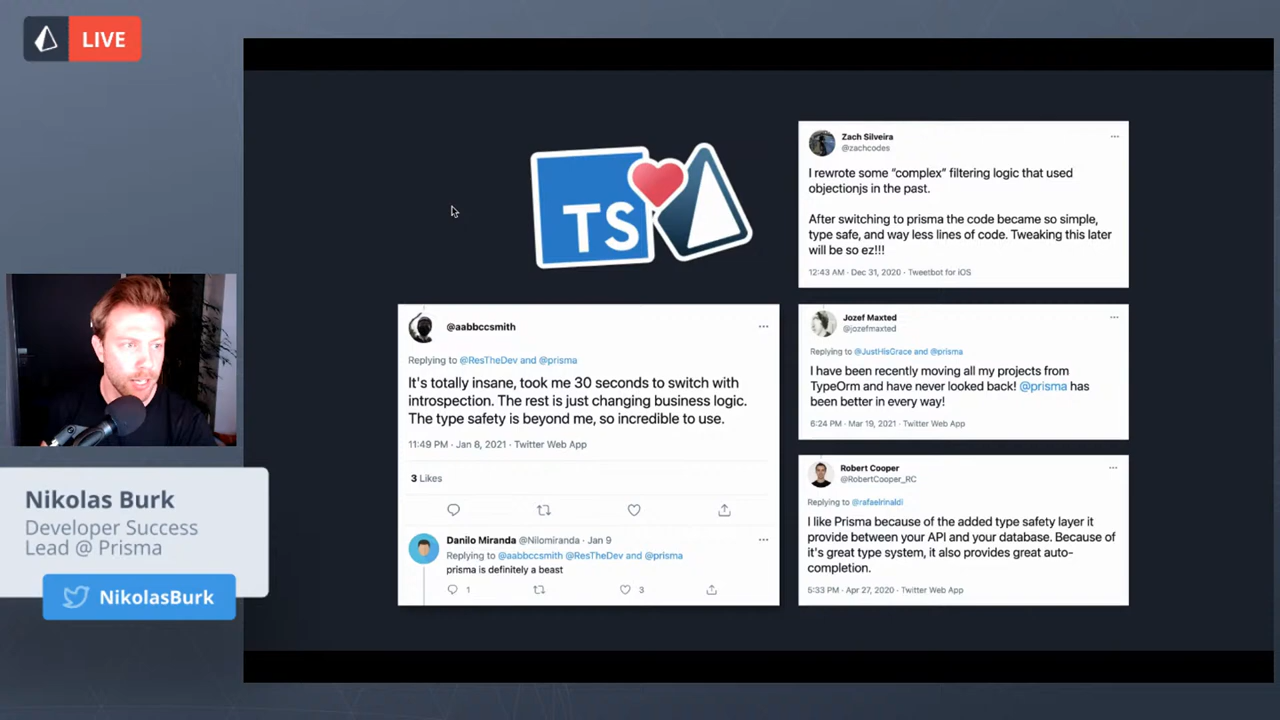 LIVE
TS
Zach Silveira
@zachcodes
I rewrote some “complex” filtering logic that used
objectionjs in the past.
After switching to prisma the code became so simple,
type safe, and way less lines of code. Tweaking this later
will be so ez!!!
12:43 AM · Dec 31, 2020 · Tweetbot for iOS
@aabbccsmith
Replying to @ResTheDev and @prisma
It's totally insane, took me 30 seconds to switch with
introspection. The rest is just changing business logic.
The type safety is beyond me, so incredible to use.
11:49 PM · Jan 8, 2021 · Twitter Web App
3 Likes
Danilo Miranda @Nilomiranda · Jan 9
Replying to @aabbccsmith @ResTheDev and @prisma
prisma is definitely a beast
1
3
Jozef Maxted
@jozefmaxted
Replying to @JustHisGrace and @prisma
I have been recently moving all my projects from
TypeOrm and have never looked back! @prisma has
been better in every way!
6:24 PM · Mar 19, 2021 · Twitter Web App
Robert Cooper
@RobertCooper_RC
Replying to @rafaelrinaldi
I like Prisma because of the added type safety layer it
provide between your API and your database. Because of
it's great type system, it also provides great auto-
completion.
5:33 PM · Apr 27, 2020 · Twitter Web App
Nikolas Burk
Developer Success
Lead @ Prisma
NikolasBurk